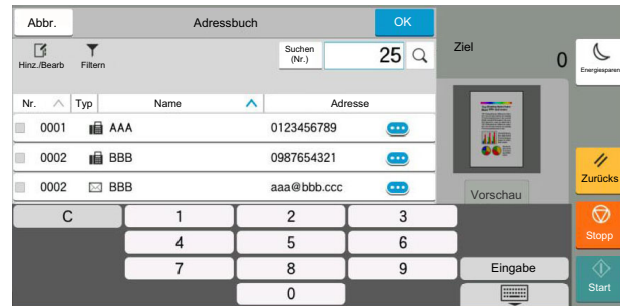 Abbr.
Adressbuch
OK
Hinz./Bearb
Filtern
Suchen
(Nr.)
25
Ziel
0
Energiesparen
Nr.
Typ
Name
Adresse
0001 AAA 0123456789
0002 BBB 0987654321
0002 BBB aaa@bbb.ccc
Vorschau
Zurücks
Stopp
Start
C 1 2 3
4 5 6
7 8 9
Eingabe
0